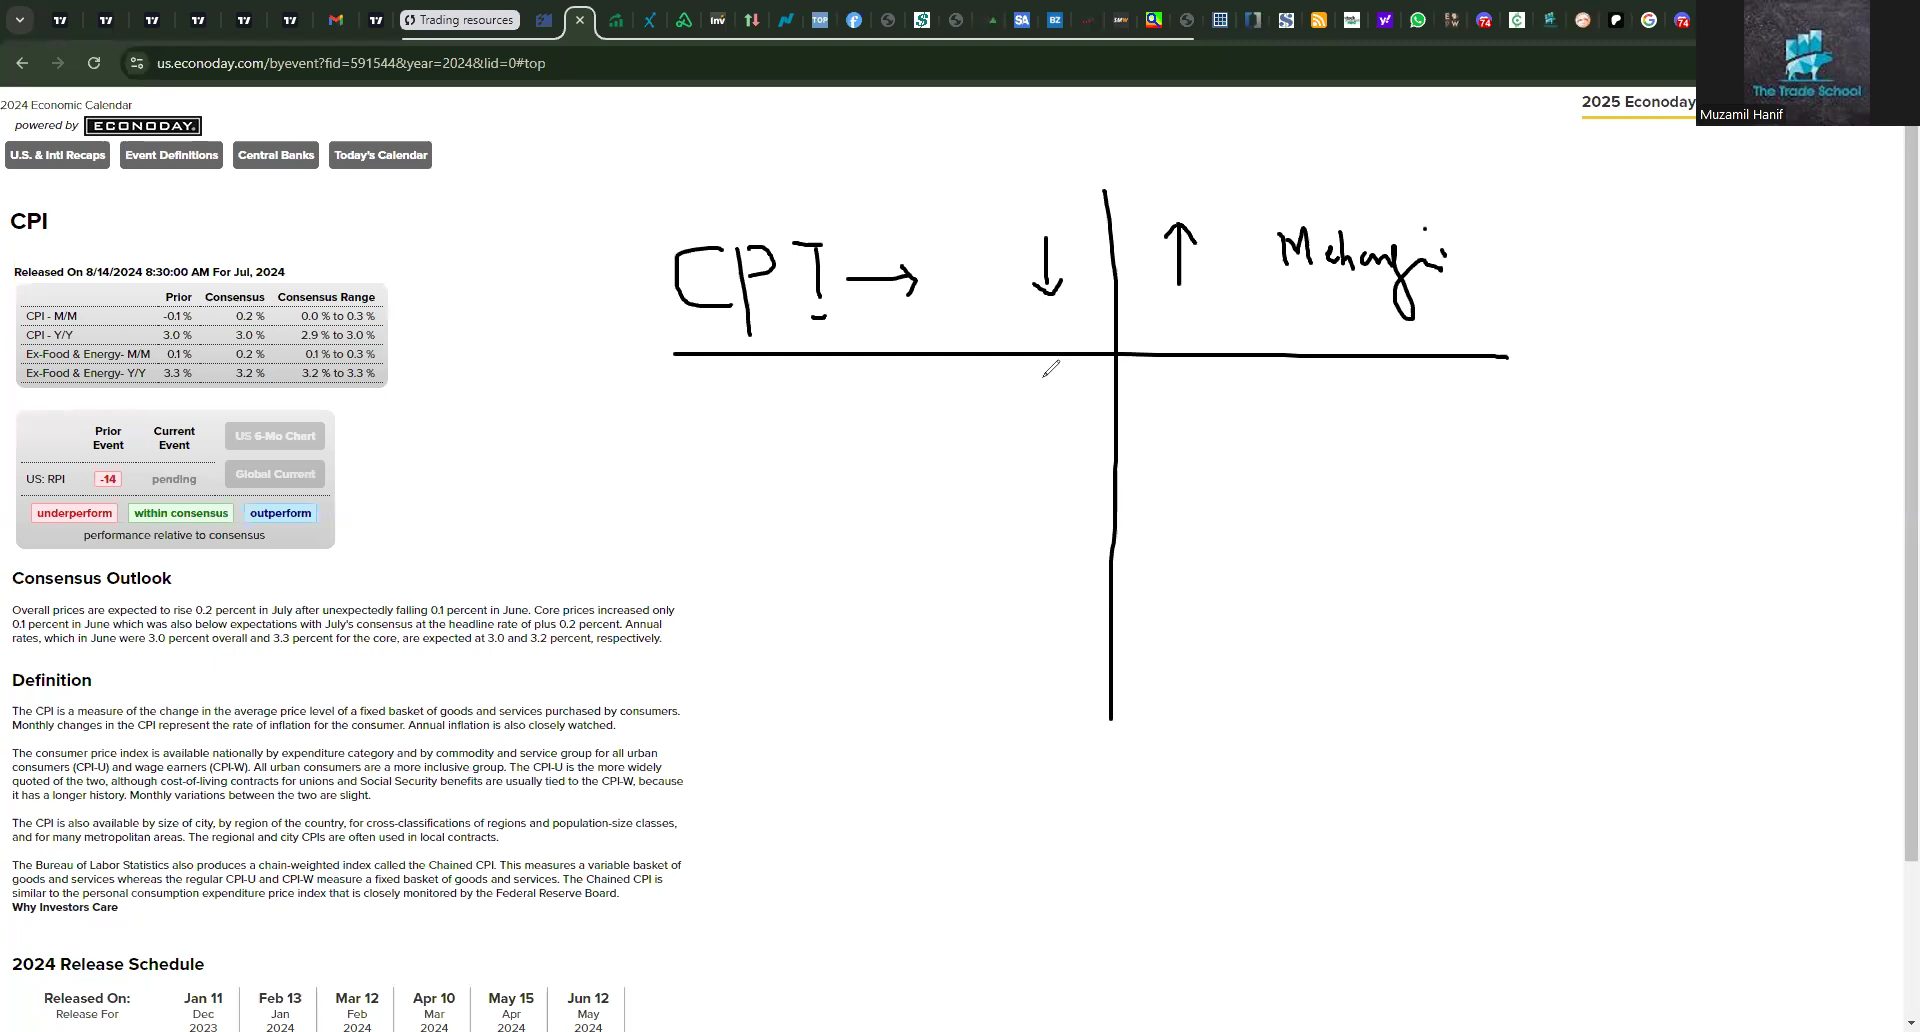 Trading resources
us.econoday.com/byevent?fid=591544&year=2024&lid=0#top
The Trade School
Muzamil Hanif
2024 Economic Calendar
powered by ECONODAY.
2025 Econoday
U.S. & Intl Recaps Event Definitions Central Banks Today's Calendar
CPI
CPI → ↓ ↑ Mehangai
Released On 8/14/2024 8:30:00 AM For Jul, 2024
Prior Consensus Consensus Range
CPI - M/M -0.1 % 0.2 % 0.0 % to 0.3 %
CPI - Y/Y 3.0 % 3.0 % 2.9 % to 3.0 %
Ex-Food & Energy- M/M 0.1 % 0.2 % 0.1 % to 0.3 %
Ex-Food & Energy- Y/Y 3.3 % 3.2 % 3.2 % to 3.3 %
Prior Event Current Event US 6-Mo Chart
Global Current
US: RPI -14 pending
underperform within consensus outperform
performance relative to consensus
Consensus Outlook
Overall prices are expected to rise 0.2 percent in July after unexpectedly falling 0.1 percent in June. Core prices increased only
0.1 percent in June which was also below expectations with July's consensus at the headline rate of plus 0.2 percent. Annual
rates, which in June were 3.0 percent overall and 3.3 percent for the core, are expected at 3.0 and 3.2 percent, respectively.
Definition
The CPI is a measure of the change in the average price level of a fixed basket of goods and services purchased by consumers.
Monthly changes in the CPI represent the rate of inflation for the consumer. Annual inflation is also closely watched.
The consumer price index is available nationally by expenditure category and by commodity and service group for all urban
consumers (CPI-U) and wage earners (CPI-W). All urban consumers are a more inclusive group. The CPI-U is the more widely
quoted of the two, although cost-of-living contracts for unions and Social Security benefits are usually tied to the CPI-W, because
it has a longer history. Monthly variations between the two are slight.
The CPI is also available by size of city, by region of the country, for cross-classifications of regions and population-size classes,
and for many metropolitan areas. The regional and city CPIs are often used in local contracts.
The Bureau of Labor Statistics also produces a chain-weighted index called the Chained CPI. This measures a variable basket of
goods and services whereas the regular CPI-U and CPI-W measure a fixed basket of goods and services. The Chained CPI is
similar to the personal consumption expenditure price index that is closely monitored by the Federal Reserve Board.
Why Investors Care
2024 Release Schedule
Released On: Jan 11 Feb 13 Mar 12 Apr 10 May 15 Jun 12
Release For Dec Jan Feb Mar Apr May
2023 2024 2024 2024 2024 2024